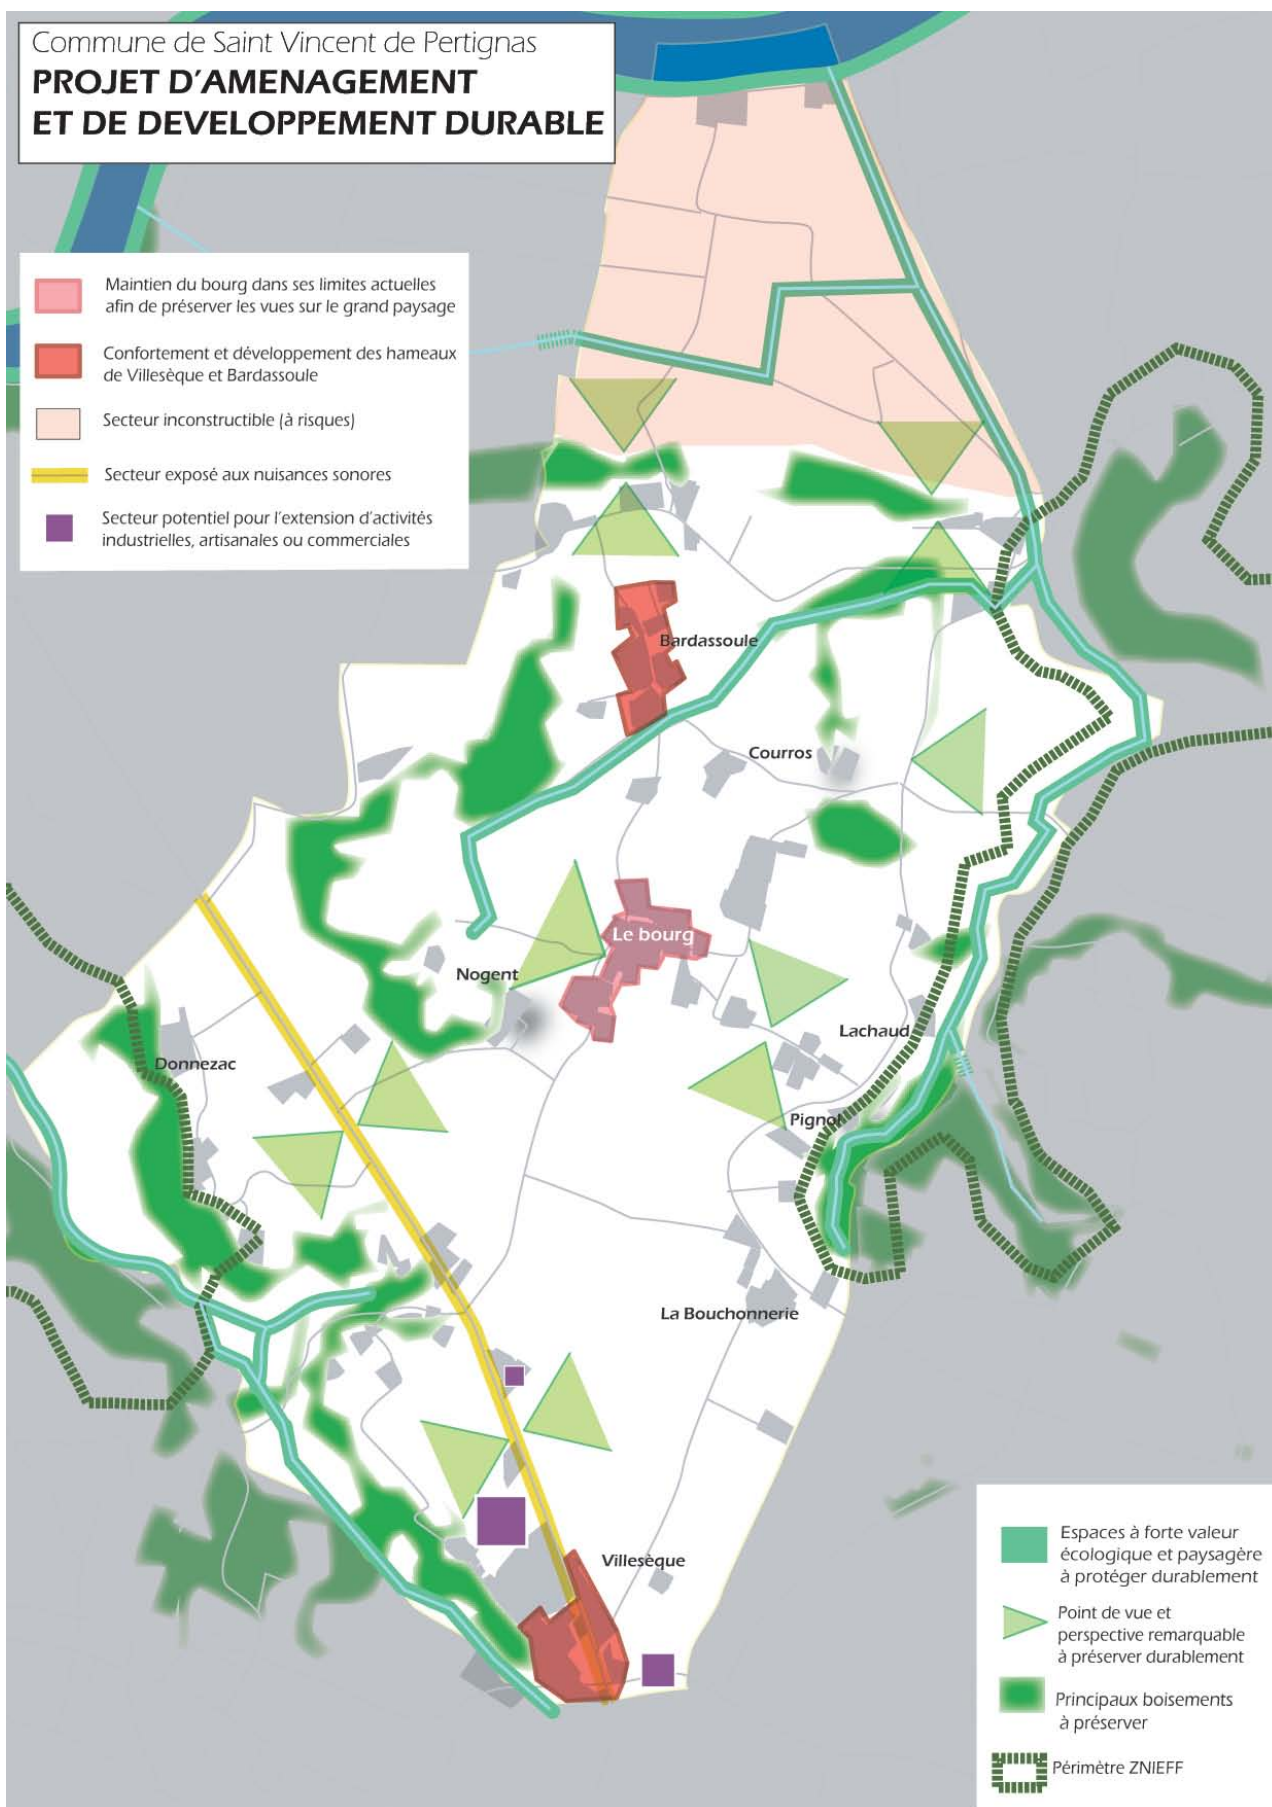 Commune de Saint Vincent de Pertignas
PROJET D'AMENAGEMENT
ET DE DEVELOPPEMENT DURABLE
Maintien du bourg dans ses limites actuelles
afin de préserver les vues sur le grand paysage
Confortement et développement des hameaux
de Villesèque et Bardassoule
Secteur inconstructible (à risques)
Secteur exposé aux nuisances sonores
Secteur potentiel pour l'extension d'activités
industrielles, artisanales ou commerciales
Bardassoule
Courros
Le bourg
Nogent
Lachaud
Donnezac
Pignot
La Bouchonnerie
Villesèque
Espaces à forte valeur
écologique et paysagère
à protéger durablement
Point de vue et
perspective remarquable
à préserver durablement
Principaux boisements
à préserver
Périmètre ZNIEFF